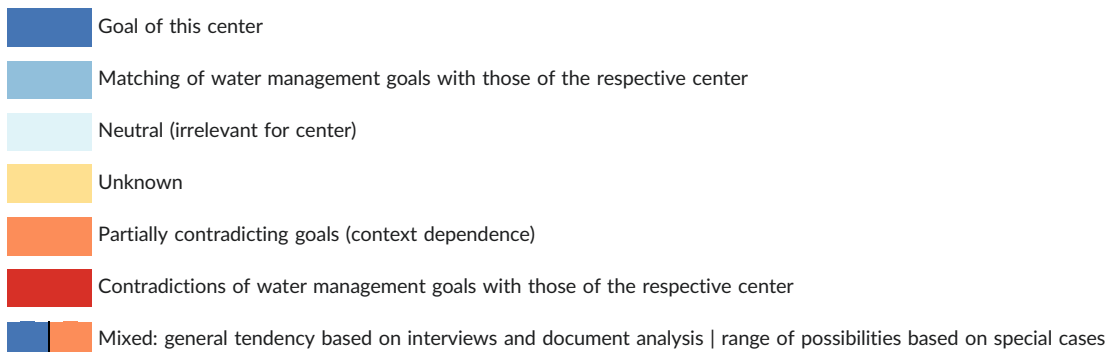 Goal of this center
Matching of water management goals with those of the respective center
Neutral (irrelevant for center)
Unknown
Partially contradicting goals (context dependence)
Contradictions of water management goals with those of the respective center
Mixed: general tendency based on interviews and document analysis | range of possibilities based on special cases